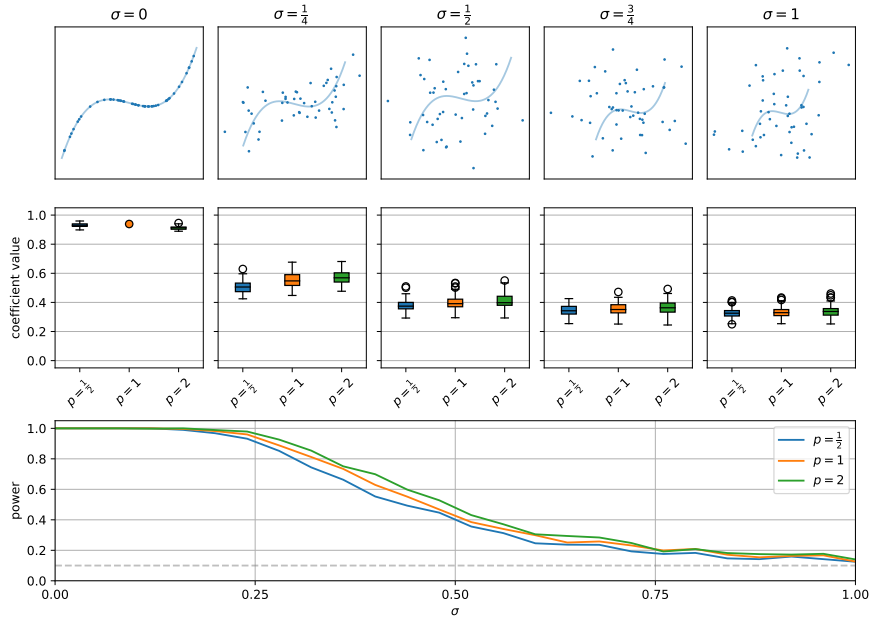 σ = 0
σ = 1/4
σ = 1/2
σ = 3/4
σ = 1
coefficient value
1.0
0.8
0.6
0.4
0.2
0.0
p = 1/2
p = 1
p = 2
p = 1/2
p = 1
p = 2
p = 1/2
p = 1
p = 2
p = 1/2
p = 1
p = 2
p = 1/2
p = 1
p = 2
power
1.0
0.8
0.6
0.4
0.2
0.0
p = 1/2
p = 1
p = 2
0.00
0.25
0.50
0.75
1.00
σ